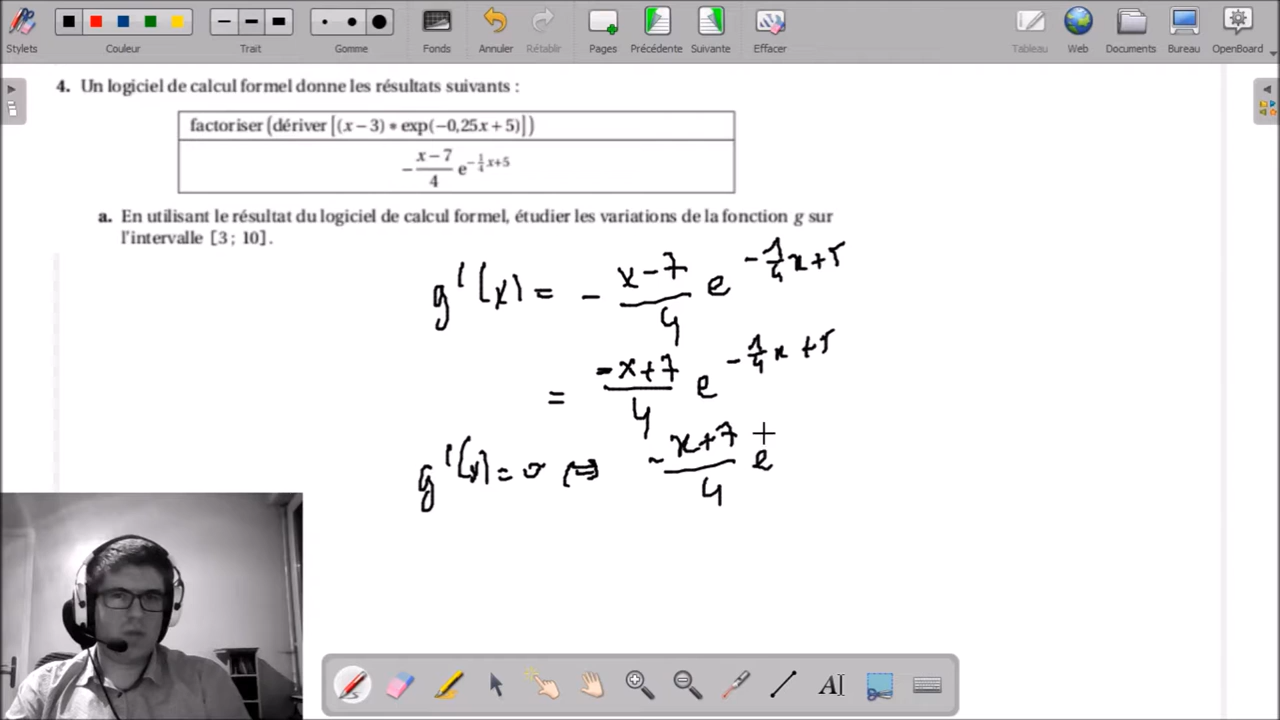 Stylets Couleur Trait Gomme Fonds Annuler Rétablir Pages Précédente Suivante Effacer Tableau Web Documents Bureau OpenBoard
4. Un logiciel de calcul formel donne les résultats suivants :
factoriser (dériver [(x − 3) * exp(−0,25x + 5)])
− (x − 7)/4 e^(−1/4 x+5)
a. En utilisant le résultat du logiciel de calcul formel, étudier les variations de la fonction g sur
l'intervalle [3 ; 10].
g'(x) = − (x−7)/4 e^(−1/4 x+5)
= (−x+7)/4 e^(−1/4 x+5)
g'(x) = 0 ⇔ (−x+7)/4 e
AI